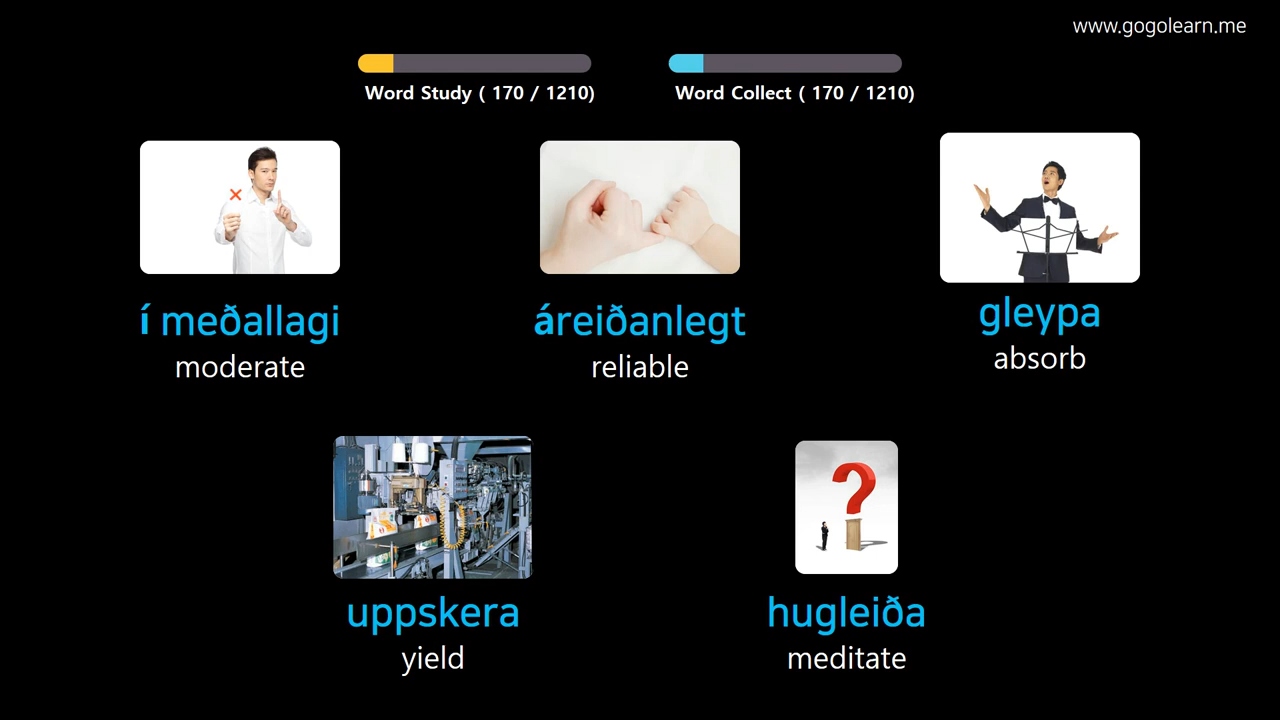 www.gogolearn.me
Word Study ( 170 / 1210)
Word Collect ( 170 / 1210)
í meðallagi
moderate
áreiðanlegt
reliable
gleypa
absorb
uppskera
yield
hugleiða
meditate